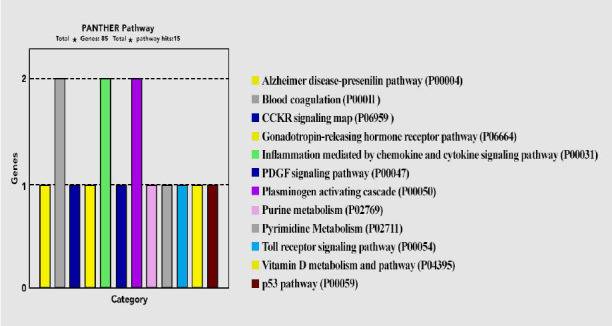 PANTHER Pathway
Total * Genes: 85 Total * pathway hits:15
2
1
0
Genes
Category
Alzheimer disease-presenilin pathway (P00004)
Blood coagulation (P000Il )
CCKR signaling map (P06959 )
Gonadotropin-releasing hormone receptor pathway (P06664)
Inflammation mediated by chemokine and cytokine signaling pathway (P00031)
PDGF signaling pathway (P00047)
Plasminogen activating cascade (P00050)
Purine metabolism (P02769)
Pyrimidine Metabolism (P02711)
Toll receptor signaling pathway (P00054)
Vitamin D metabolism and pathway (P04395)
p53 pathway (P00059)